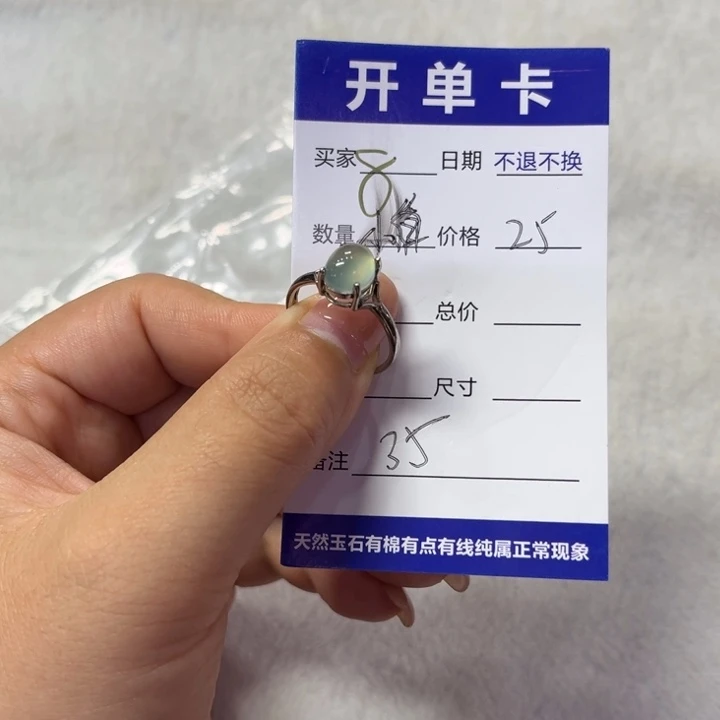 开单卡
买家 8 日期 不退不换
数量 价格 25
总价
尺寸
备注 35
天然玉石有棉有点有线纯属正常现象